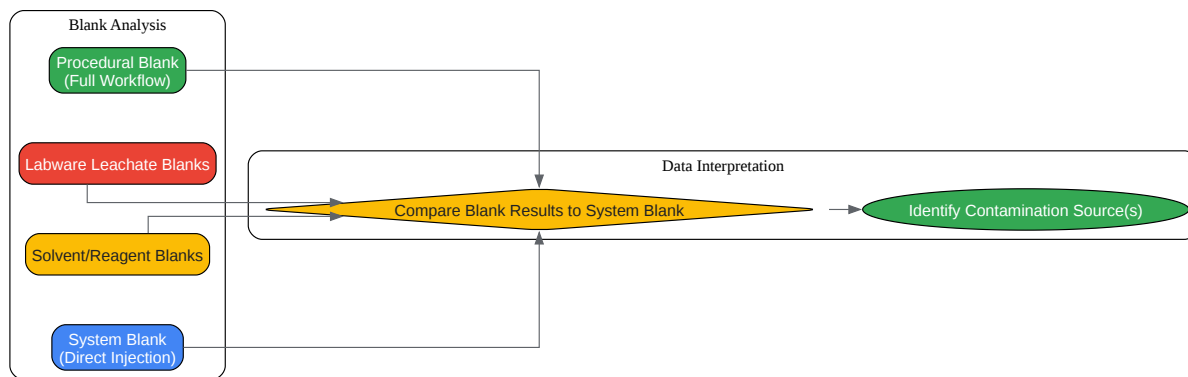 Blank Analysis
Procedural Blank
(Full Workflow)
Labware Leachate Blanks
Solvent/Reagent Blanks
System Blank
(Direct Injection)
Data Interpretation
Compare Blank Results to System Blank
Identify Contamination Source(s)